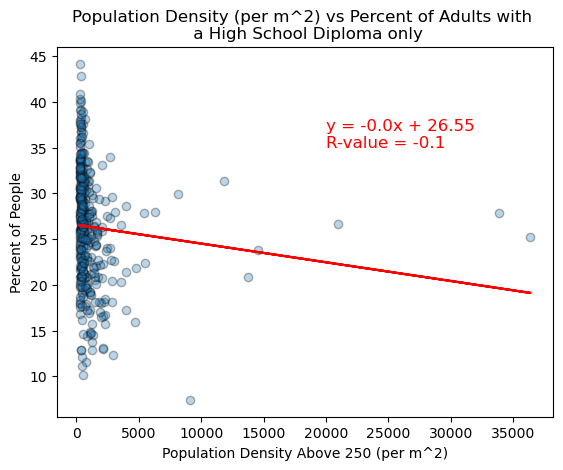 Population Density (per m^2) vs Percent of Adults with
a High School Diploma only
45
40
35
30
25
20
15
10
Percent of People
y = -0.0x + 26.55
R-value = -0.1
0 5000 10000 15000 20000 25000 30000 35000
Population Density Above 250 (per m^2)